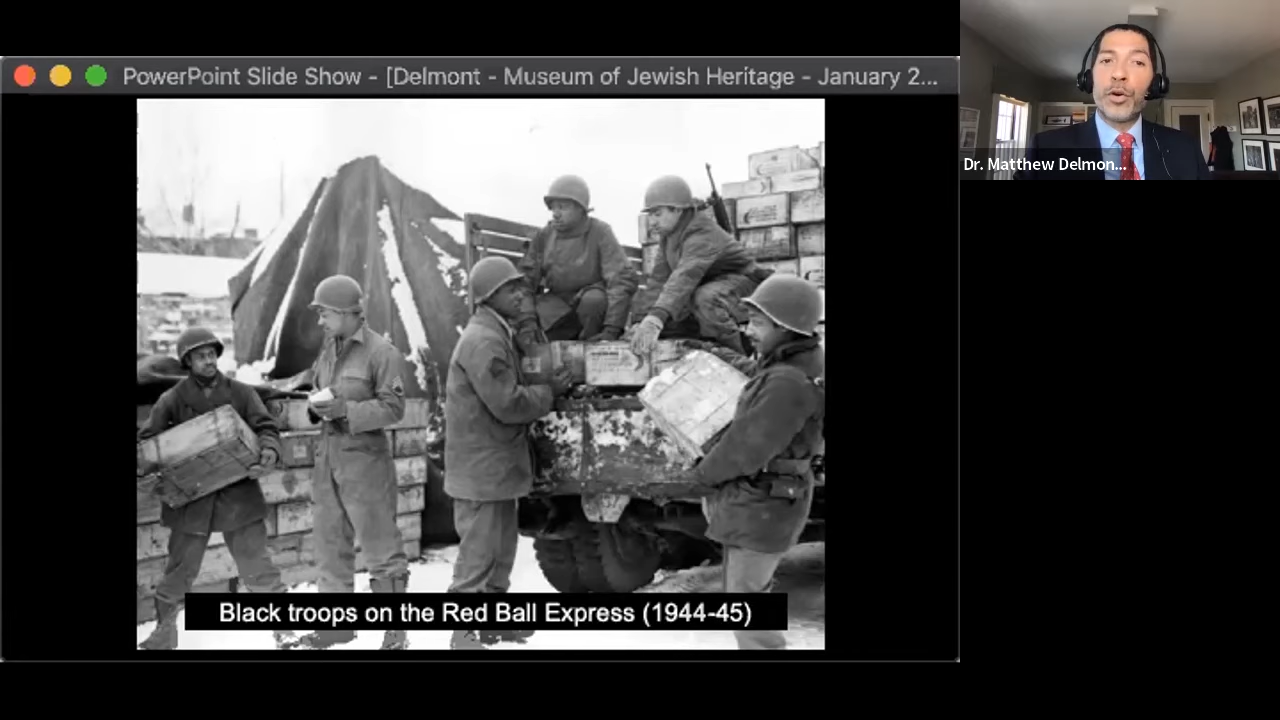 PowerPoint Slide Show - [Delmont - Museum of Jewish Heritage - January 2...
Dr. Matthew Delmon...
Black troops on the Red Ball Express (1944-45)